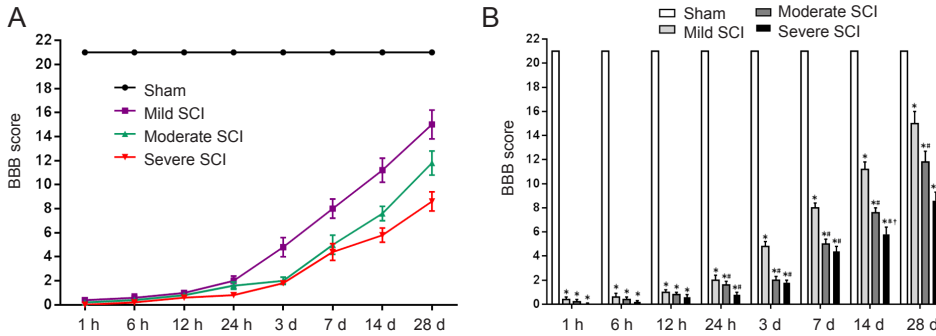 A
BBB score
22
20
18
16
14
12
10
8
6
4
2
0
Sham
Mild SCI
Moderate SCI
Severe SCI
1 h 6 h 12 h 24 h 3 d 7 d 14 d 28 d
B
Sham Moderate SCI
Mild SCI Severe SCI
BBB score
22
20
18
16
14
12
10
8
6
4
2
0
* * *
* * *
* * *
* *# *#
* *# *#
* *# *#
* *#
* *# *
1 h 6 h 12 h 24 h 3 d 7 d 14 d 28 d